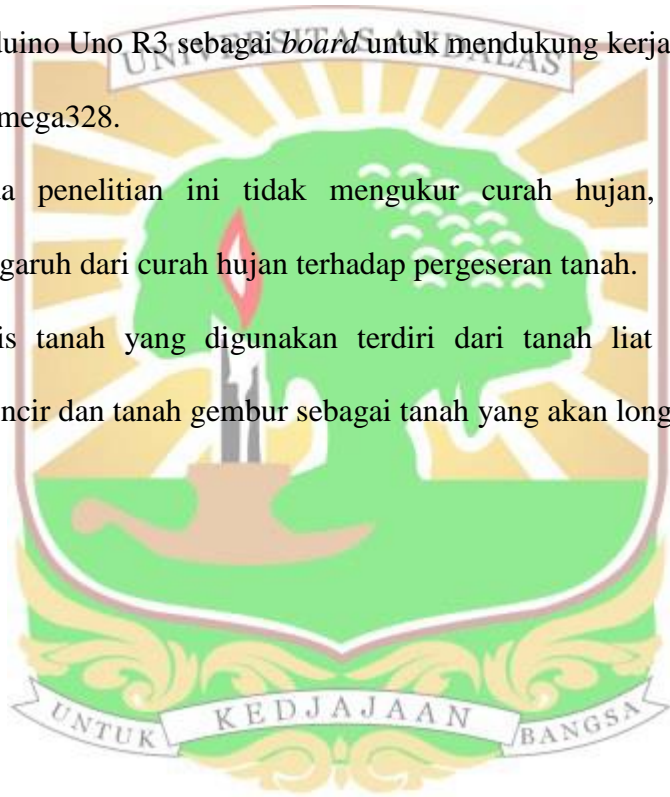 duino Uno R3 sebagai board untuk mendukung kerja
UNIVERSITAS ANDALAS
mega328.
a penelitian ini tidak mengukur curah hujan,
garuh dari curah hujan terhadap pergeseran tanah.
is tanah yang digunakan terdiri dari tanah liat
ncir dan tanah gembur sebagai tanah yang akan long
UNTUK KEDJAJAAN BANGSA